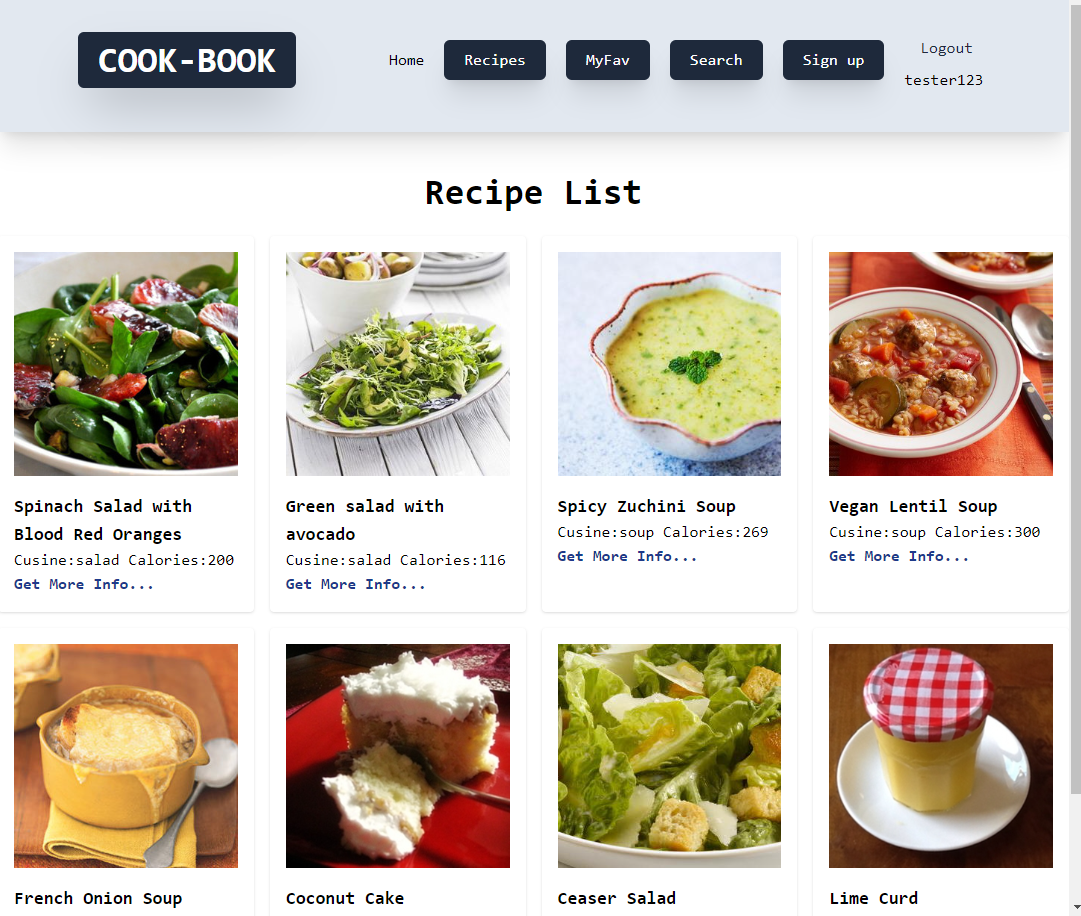 COOK-BOOK
Home
Recipes
MyFav
Search
Sign up
Logout
tester123
Recipe List
Spinach Salad with
Blood Red Oranges
Cusine:salad Calories:200
Get More Info...
Green salad with
avocado
Cusine:salad Calories:116
Get More Info...
Spicy Zuchini Soup
Cusine:soup Calories:269
Get More Info...
Vegan Lentil Soup
Cusine:soup Calories:300
Get More Info...
French Onion Soup
Coconut Cake
Ceaser Salad
Lime Curd